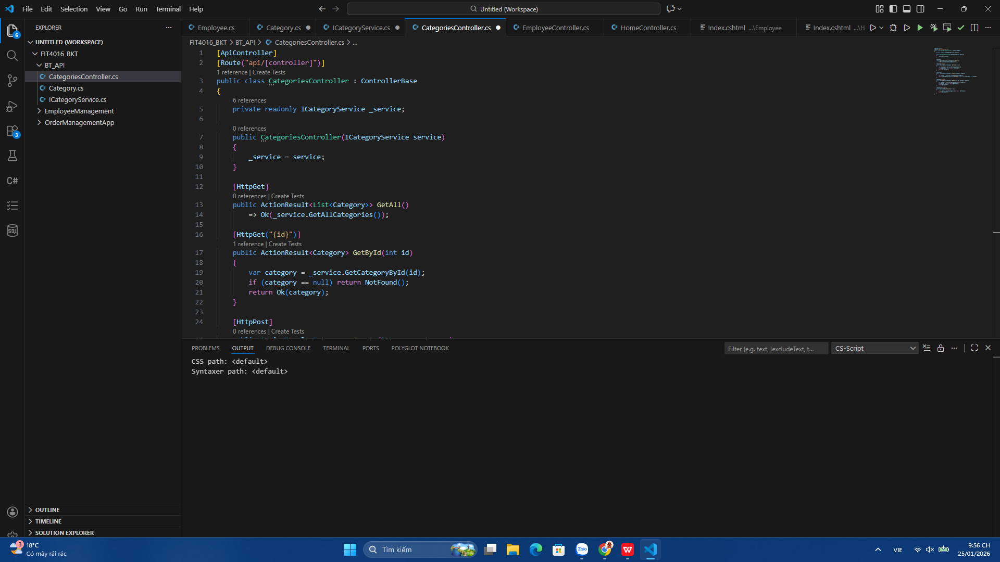 File Edit Selection View Go Run Terminal Help
Untitled (Workspace)
EXPLORER
UNTITLED (WORKSPACE)
FIT4016_BKT
BT_API
CategoriesController.cs
Category.cs
ICategoryService.cs
EmployeeManagement
OrderManagementApp
OUTLINE
TIMELINE
SOLUTION EXPLORER
6
3
C#
SQL
Employee.cs Category.cs ICategoryService.cs CategoriesController.cs EmployeeController.cs HomeController.cs Index.cshtml ...\Employee Index.cshtml ...\H
FIT4016_BKT > BT_API > CategoriesController.cs > ...
1 [ApiController]
2 [Route("api/[controller]")]
1 reference | Create Tests
3 public class CategoriesController : ControllerBase
4 {
6 references
5 private readonly ICategoryService _service;
6
0 references
7 public CategoriesController(ICategoryService service)
8 {
9 _service = service;
10 }
11
12 [HttpGet]
0 references | Create Tests
13 public ActionResult<List<Category>> GetAll()
14 => Ok(_service.GetAllCategories());
15
16 [HttpGet("{id}")]
1 reference | Create Tests
17 public ActionResult<Category> GetById(int id)
18 {
19 var category = _service.GetCategoryById(id);
20 if (category == null) return NotFound();
21 return Ok(category);
22 }
23
24 [HttpPost]
0 references | Create Tests
PROBLEMS OUTPUT DEBUG CONSOLE TERMINAL PORTS POLYGLOT NOTEBOOK
Filter (e.g. text, !excludeText, t...
CS-Script
CSS path: <default>
Syntaxer path: <default>
3
18°C
Có mây rải rác
Tìm kiếm
Zalo
VIE
9:56 CH
25/01/2026